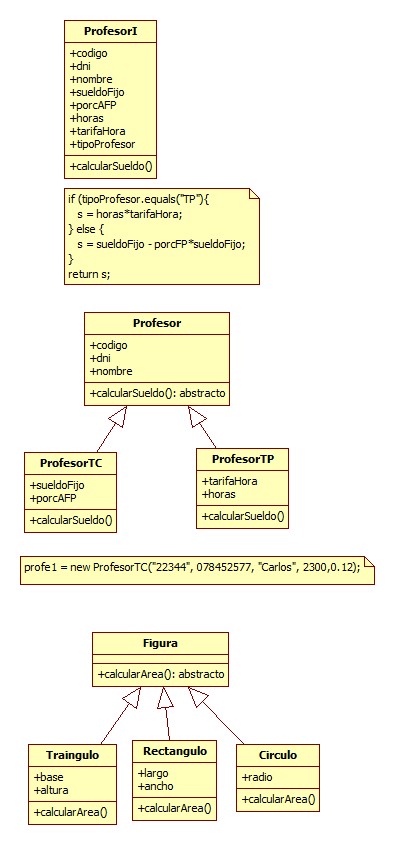 ProfesorI
+codigo
+dni
+nombre
+sueldoFijo
+porcAFP
+horas
+tarifaHora
+tipoProfesor
+calcularSueldo()
if (tipoProfesor.equals("TP"){
s = horas*tarifaHora;
} else {
s = sueldoFijo - porcFP*sueldoFijo;
}
return s;
Profesor
+codigo
+dni
+nombre
+calcularSueldo(): abstracto
ProfesorTC
+sueldoFijo
+porcAFP
+calcularSueldo()
ProfesorTP
+tarifaHora
+horas
+calcularSueldo()
profe1 = new ProfesorTC("22344", 078452577, "Carlos", 2300,0.12);
Figura
+calcularArea(): abstracto
Traingulo
+base
+altura
+calcularArea()
Rectangulo
+largo
+ancho
+calcularArea()
Circulo
+radio
+calcularArea()